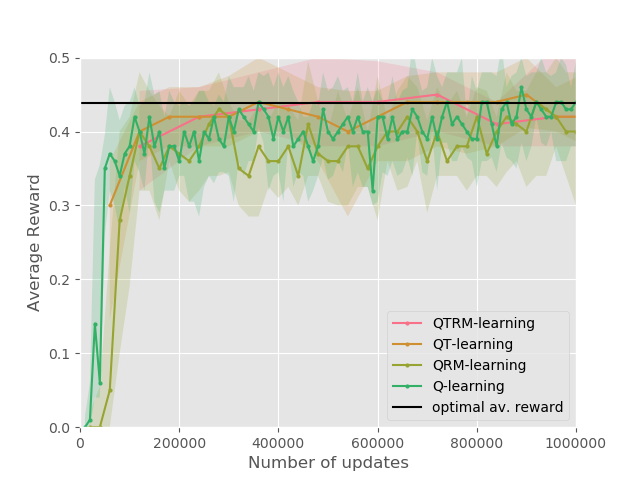 0.5
0.4
0.3
0.2
0.1
0.0
Average Reward
0
200000
400000
600000
800000
1000000
Number of updates
QTRM-learning
QT-learning
QRM-learning
Q-learning
optimal av. reward